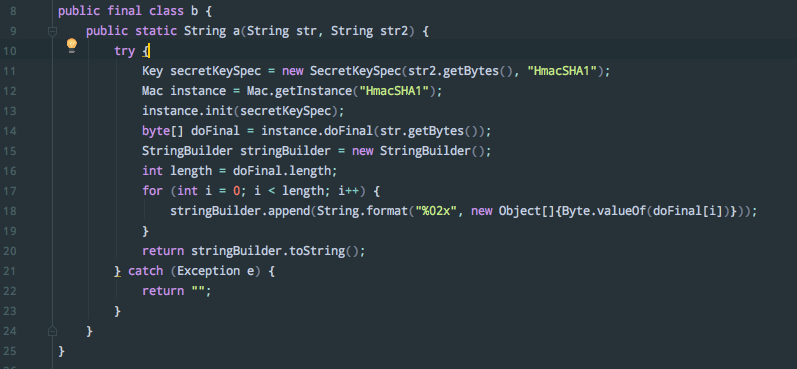 8 public final class b {
9 public static String a(String str, String str2) {
10 try {
11 Key secretKeySpec = new SecretKeySpec(str2.getBytes(), "HmacSHA1");
12 Mac instance = Mac.getInstance("HmacSHA1");
13 instance.init(secretKeySpec);
14 byte[] doFinal = instance.doFinal(str.getBytes());
15 StringBuilder stringBuilder = new StringBuilder();
16 int length = doFinal.length;
17 for (int i = 0; i < length; i++) {
18 stringBuilder.append(String.format("%02x", new Object[]{Byte.valueOf(doFinal[i])}));
19 }
20 return stringBuilder.toString();
21 } catch (Exception e) {
22 return "";
23 }
24 }
25 }